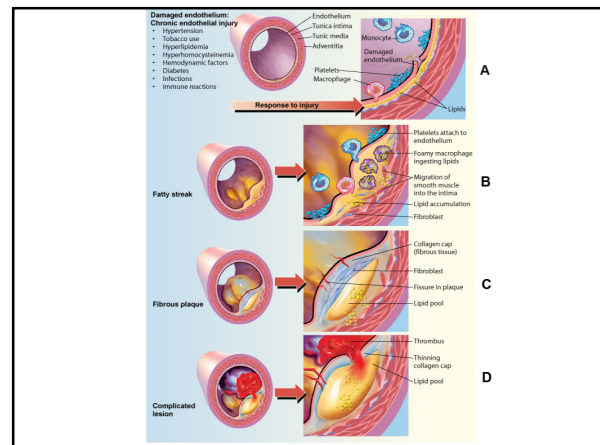 Damaged endothelium:
Chronic endothelial injury
• Hypertension
• Tobacco use
• Hyperlipidemia
• Hyperhomocysteinemia
• Hemodynamic factors
• Diabetes
• Infections
• Immune reactions
Endothelium
Tunica intima
Tunic media
Adventitia
Monocyte
Damaged
endothelium
Platelets
Macrophage
Lipids
A
Response to injury
Platelets attach to
endothelium
Foamy macrophage
ingesting lipids
Migration of
smooth muscle
into the intima
Lipid accumulation
Fibroblast
Fatty streak
B
Collagen cap
(fibrous tissue)
Fibroblast
Fissure in plaque
Lipid pool
Fibrous plaque
C
Thrombus
Thinning
collagen cap
Lipid pool
Complicated
lesion
D